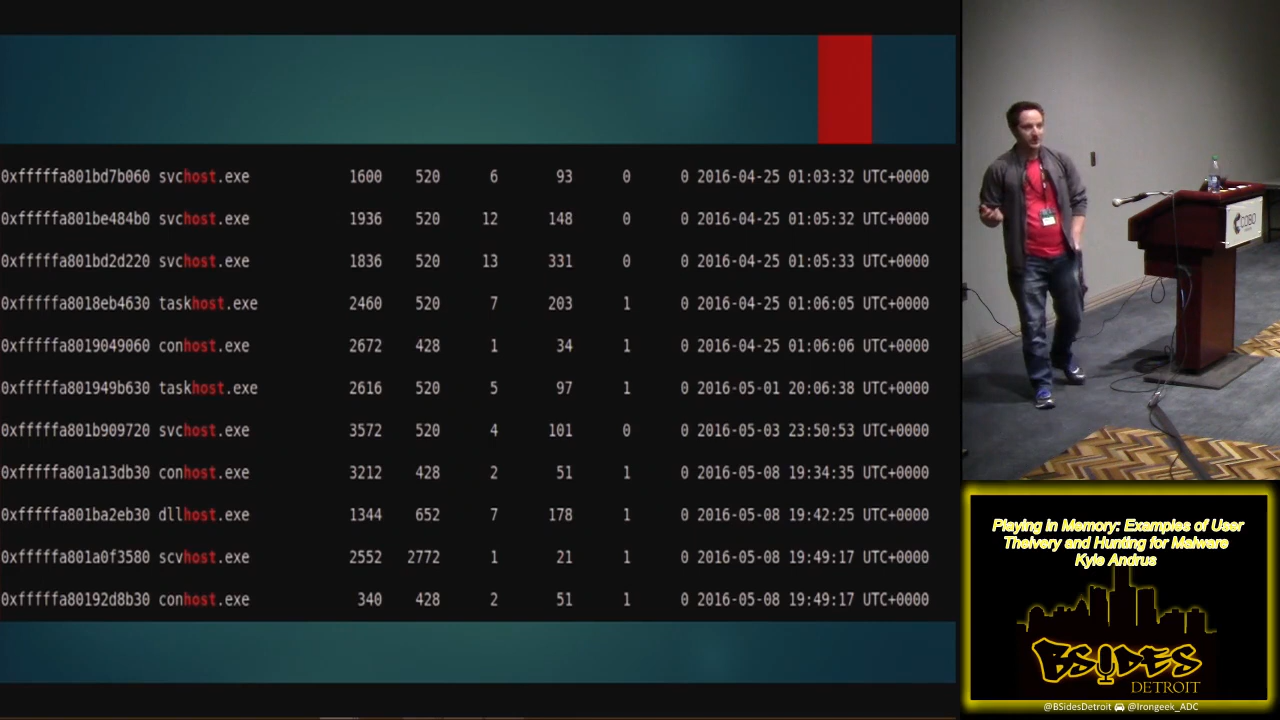 0xfffffa801bd7b060 svchost.exe 1600 520 6 93 0 0 2016-04-25 01:03:32 UTC+0000
0xfffffa801be484b0 svchost.exe 1936 520 12 148 0 0 2016-04-25 01:05:32 UTC+0000
0xfffffa801bd2d220 svchost.exe 1836 520 13 331 0 0 2016-04-25 01:05:33 UTC+0000
0xfffffa8018eb4630 taskhost.exe 2460 520 7 203 1 0 2016-04-25 01:06:05 UTC+0000
0xfffffa8019049060 conhost.exe 2672 428 1 34 1 0 2016-04-25 01:06:06 UTC+0000
0xfffffa801949b630 taskhost.exe 2616 520 5 97 1 0 2016-05-01 20:06:38 UTC+0000
0xfffffa801b909720 svchost.exe 3572 520 4 101 0 0 2016-05-03 23:50:53 UTC+0000
0xfffffa801a13db30 conhost.exe 3212 428 2 51 1 0 2016-05-08 19:34:35 UTC+0000
0xfffffa801ba2eb30 dllhost.exe 1344 652 7 178 1 0 2016-05-08 19:42:25 UTC+0000
0xfffffa801a0f3580 scvhost.exe 2552 2772 1 21 1 0 2016-05-08 19:49:17 UTC+0000
0xfffffa80192d8b30 conhost.exe 340 428 2 51 1 0 2016-05-08 19:49:17 UTC+0000
COBO
Playing in Memory: Examples of User
Theivery and Hunting for Malware
Kyle Andrus
BSIDES
DETROIT
@BSidesDetroit @Irongeek_ADC